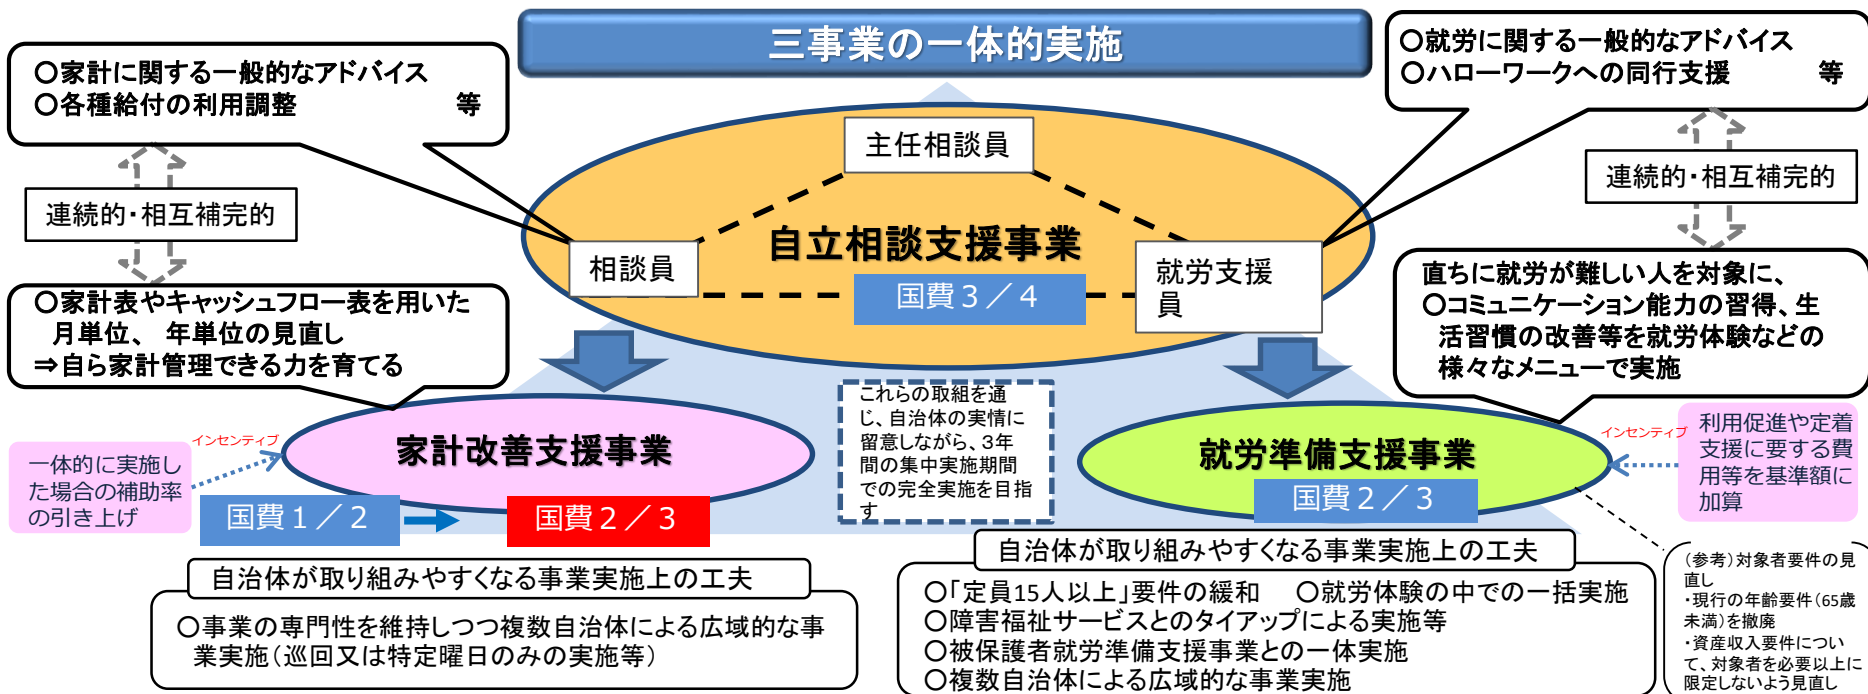 三事業の一体的実施
○家計に関する一般的なアドバイス
○各種給付の利用調整 等
○就労に関する一般的なアドバイス
○ハローワークへの同行支援 等
連続的・相互補完的
連続的・相互補完的
主任相談員
自立相談支援事業
相談員
就労支援
員
国費３／４
○家計表やキャッシュフロー表を用いた
月単位、 年単位の見直し
⇒自ら家計管理できる力を育てる
直ちに就労が難しい人を対象に、
○コミュニケーション能力の習得、生
活習慣の改善等を就労体験などの
様々なメニューで実施
これらの取組を通
じ、自治体の実情に
留意しながら、3年
間の集中実施期間
での完全実施を目指
す
インセンティブ
一体的に実施し
た場合の補助率
の引き上げ
家計改善支援事業
国費１／２
国費２／３
就労準備支援事業
国費２／３
インセンティブ
利用促進や定着
支援に要する費
用等を基準額に
加算
自治体が取り組みやすくなる事業実施上の工夫
○事業の専門性を維持しつつ複数自治体による広域的な事
業実施（巡回又は特定曜日のみの実施等）
自治体が取り組みやすくなる事業実施上の工夫
○「定員15人以上」要件の緩和 ○就労体験の中での一括実施
○障害福祉サービスとのタイアップによる実施等
○被保護者就労準備支援事業との一体実施
○複数自治体による広域的な事業実施
（参考）対象者要件の見
直し
・現行の年齢要件（65歳
未満）を撤廃
・資産収入要件につい
て、対象者を必要以上に
限定しないよう見直し